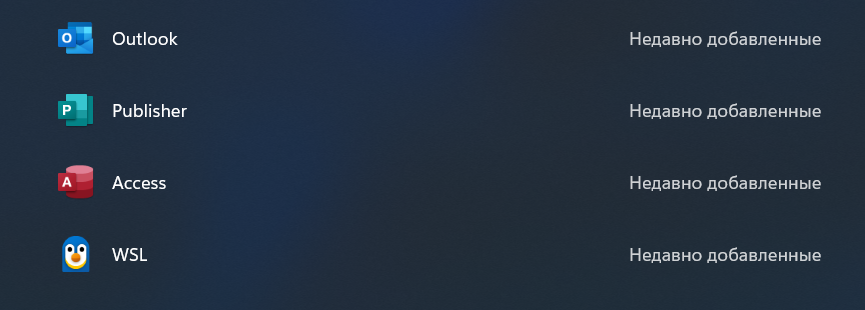 Outlook Недавно добавленные
Publisher Недавно добавленные
Access Недавно добавленные
WSL Недавно добавленные